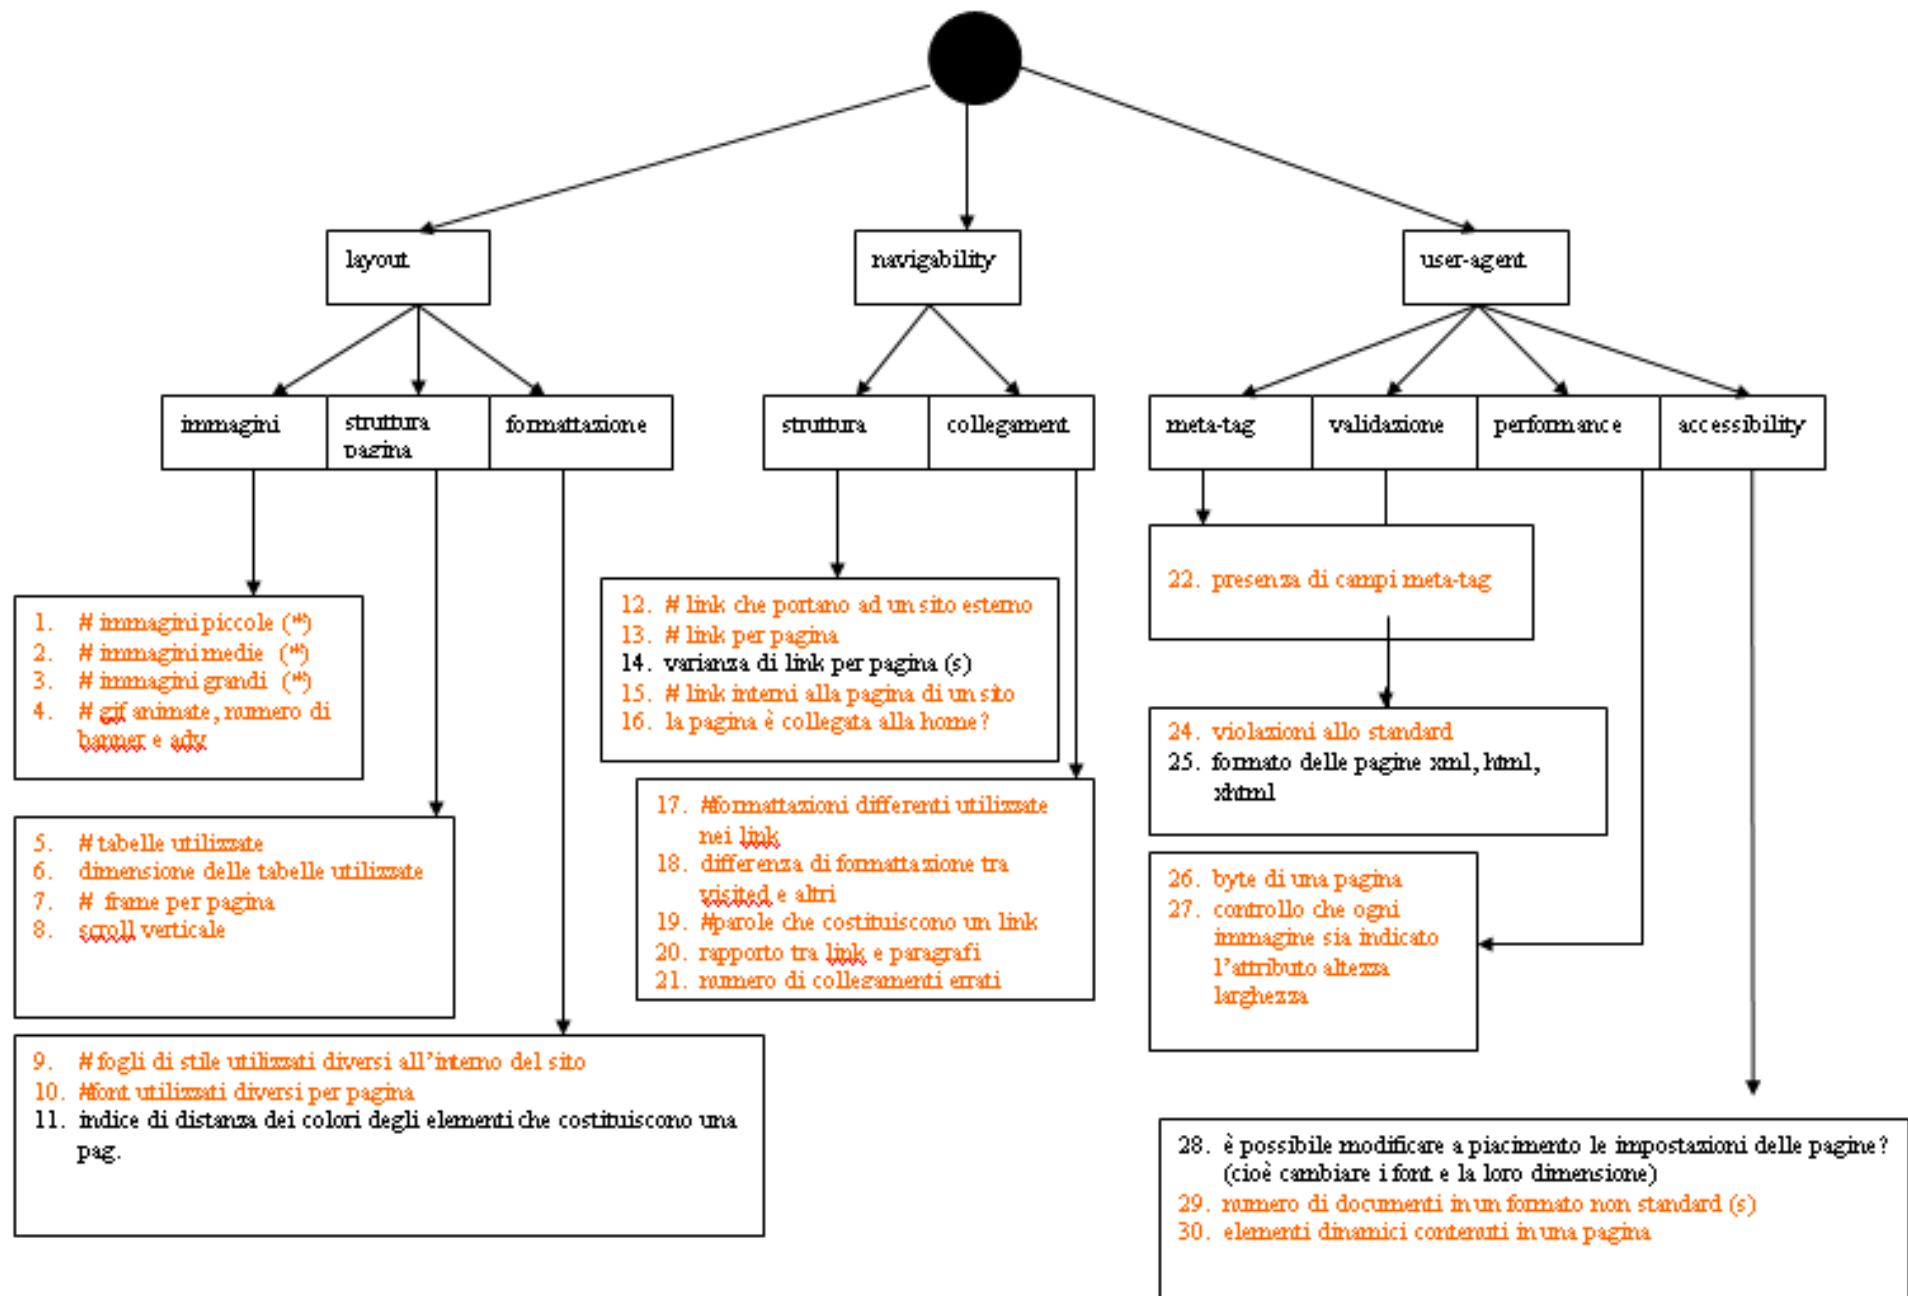 layout
navigability
user-agent
immagini
struttura
pagina
formattazione
struttura
collegament
meta-tag
validazione
performance
accessibility
1. # immagini piccole (*)
2. # immagini medie (*)
3. # immagini grandi (*)
4. # gif animate, numero di
banner e adv
5. # tabelle utilizzate
6. dimensione delle tabelle utilizzate
7. # frame per pagina
8. scroll verticale
9. # fogli di stile utilizzati diversi all'interno del sito
10. #font utilizzati diversi per pagina
11. indice di distanza dei colori degli elementi che costituiscono una
pag.
12. # link che portano ad un sito esterno
13. # link per pagina
14. varianza di link per pagina (s)
15. # link interni alla pagina di un sito
16. la pagina è collegata alla home?
17. #formattazioni differenti utilizzate
nei link
18. differenza di formattazione tra
visited e altri
19. #parole che costituiscono un link
20. rapporto tra link e paragrafi
21. numero di collegamenti errati
22. presenza di campi meta-tag
24. violazioni allo standard
25. formato delle pagine xml, html,
xhtml
26. byte di una pagina
27. controllo che ogni
immagine sia indicato
l'attributo altezza
larghezza
28. è possibile modificare a piacimento le impostazioni delle pagine?
(cioè cambiare i font e la loro dimensione)
29. numero di documenti in un formato non standard (s)
30. elementi dinamici contenuti in una pagina